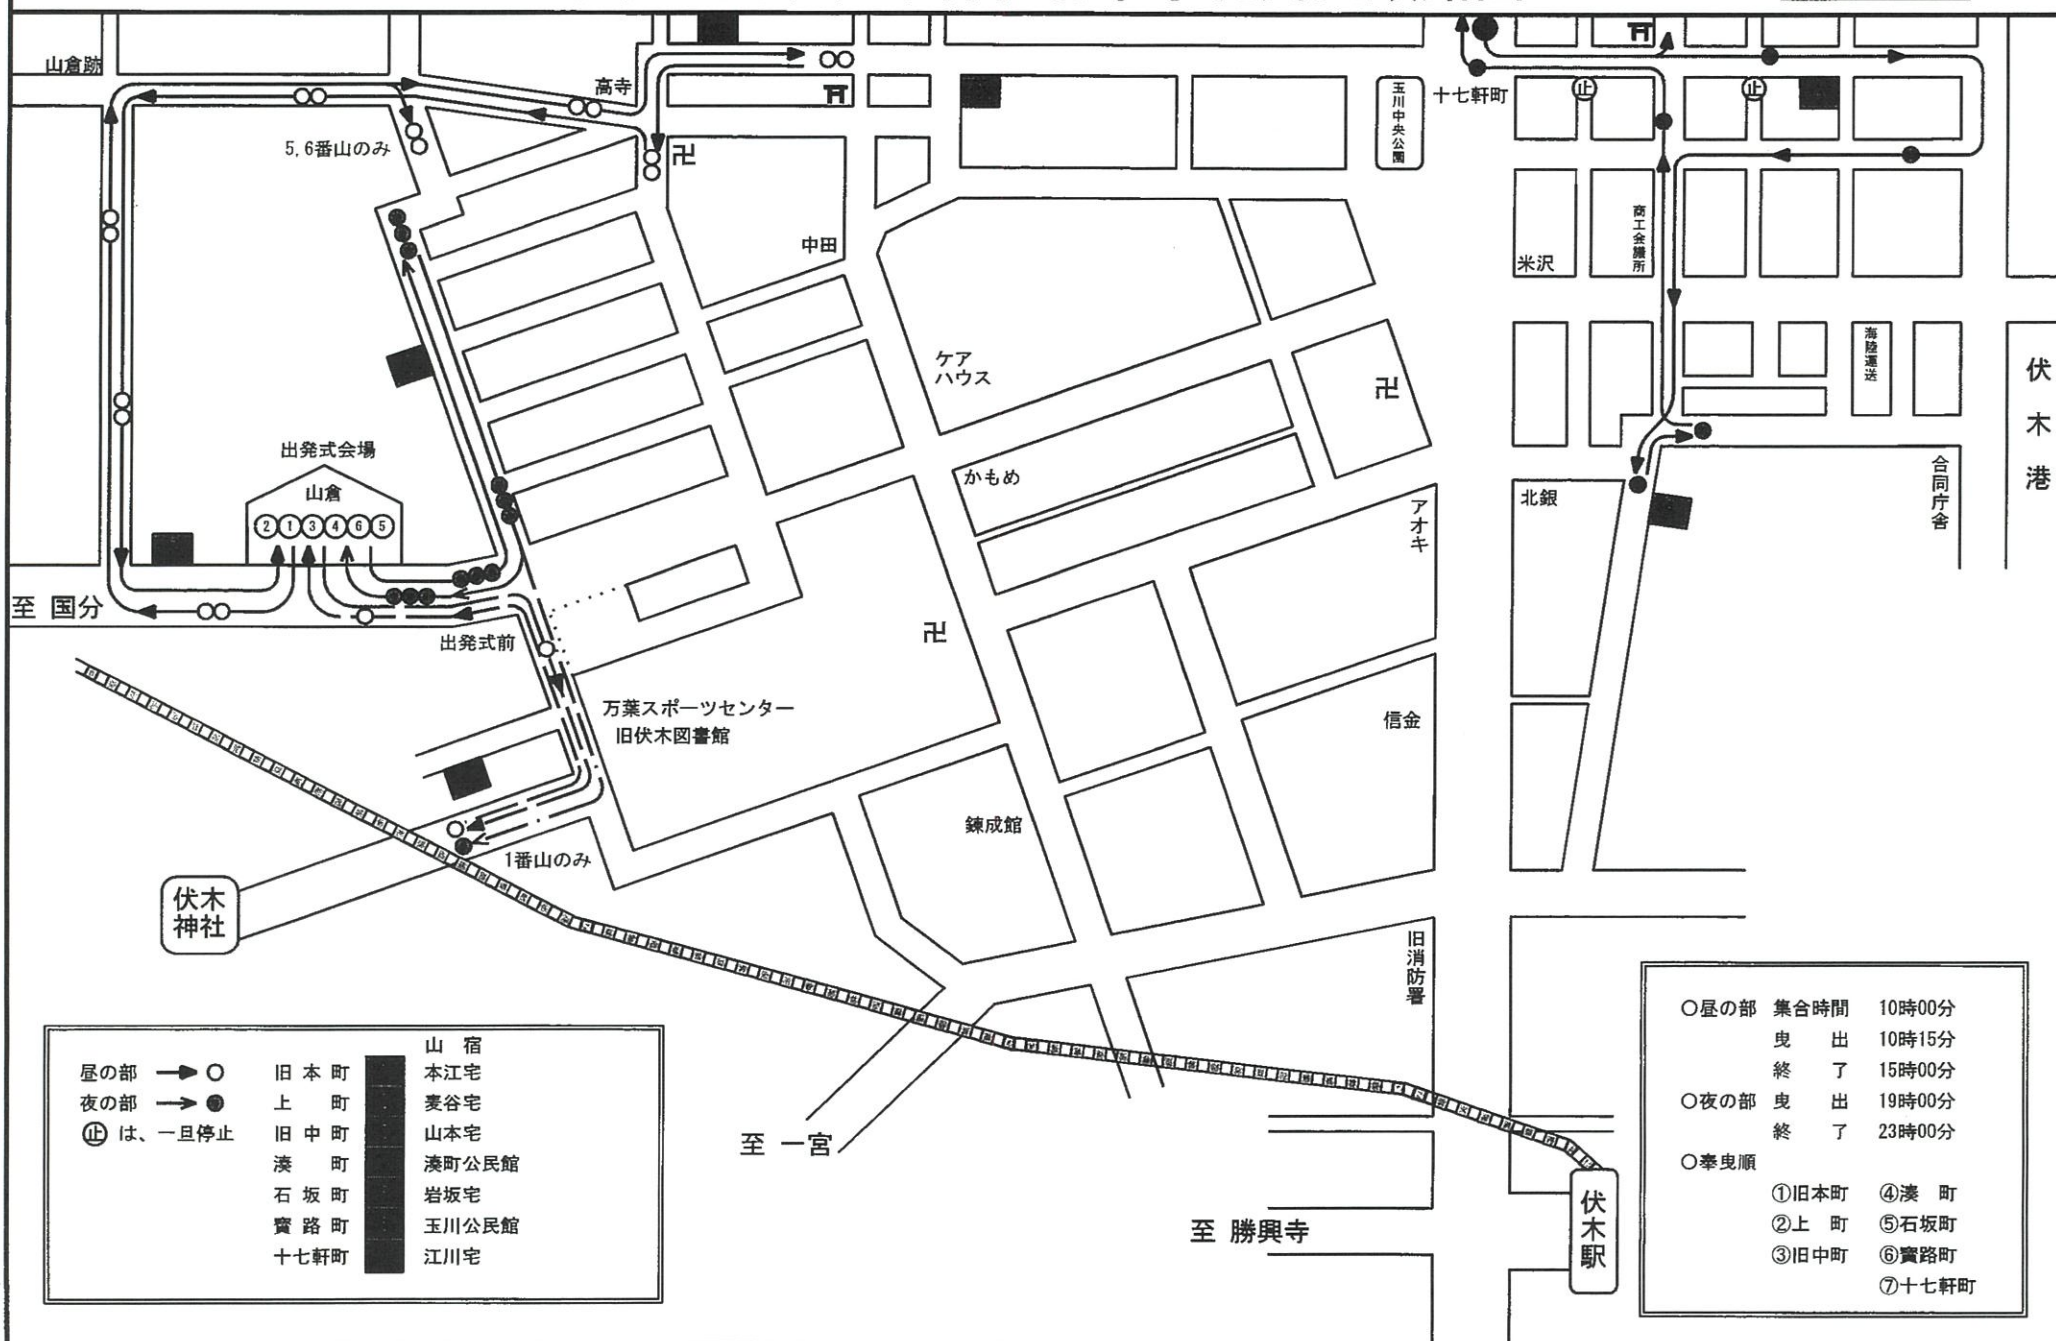 山倉跡
高寺
5,6番山のみ
中田
玉川中央公園
十七軒町
止
止
商工会議所
米沢
海陸運送
伏木港
ケア
ハウス
出発式会場
山倉
②①③④⑥⑤
かもめ
アオキ
北銀
合同庁舎
至 国分
出発式前
万葉スポーツセンター
旧伏木図書館
信金
錬成館
1番山のみ
伏木
神社
旧消防署
至 一宮
至 勝興寺
伏木駅
山 宿
昼の部 → ○ 旧本町 本江宅
夜の部 → ● 上 町 麦谷宅
止 は、一旦停止 旧中町 山本宅
湊 町 湊町公民館
石坂町 岩坂宅
寶路町 玉川公民館
十七軒町 江川宅
○昼の部 集合時間 10時00分
曳 出 10時15分
終 了 15時00分
○夜の部 曳 出 19時00分
終 了 23時00分
○奉曳順
①旧本町 ④湊 町
②上 町 ⑤石坂町
③旧中町 ⑥寶路町
⑦十七軒町